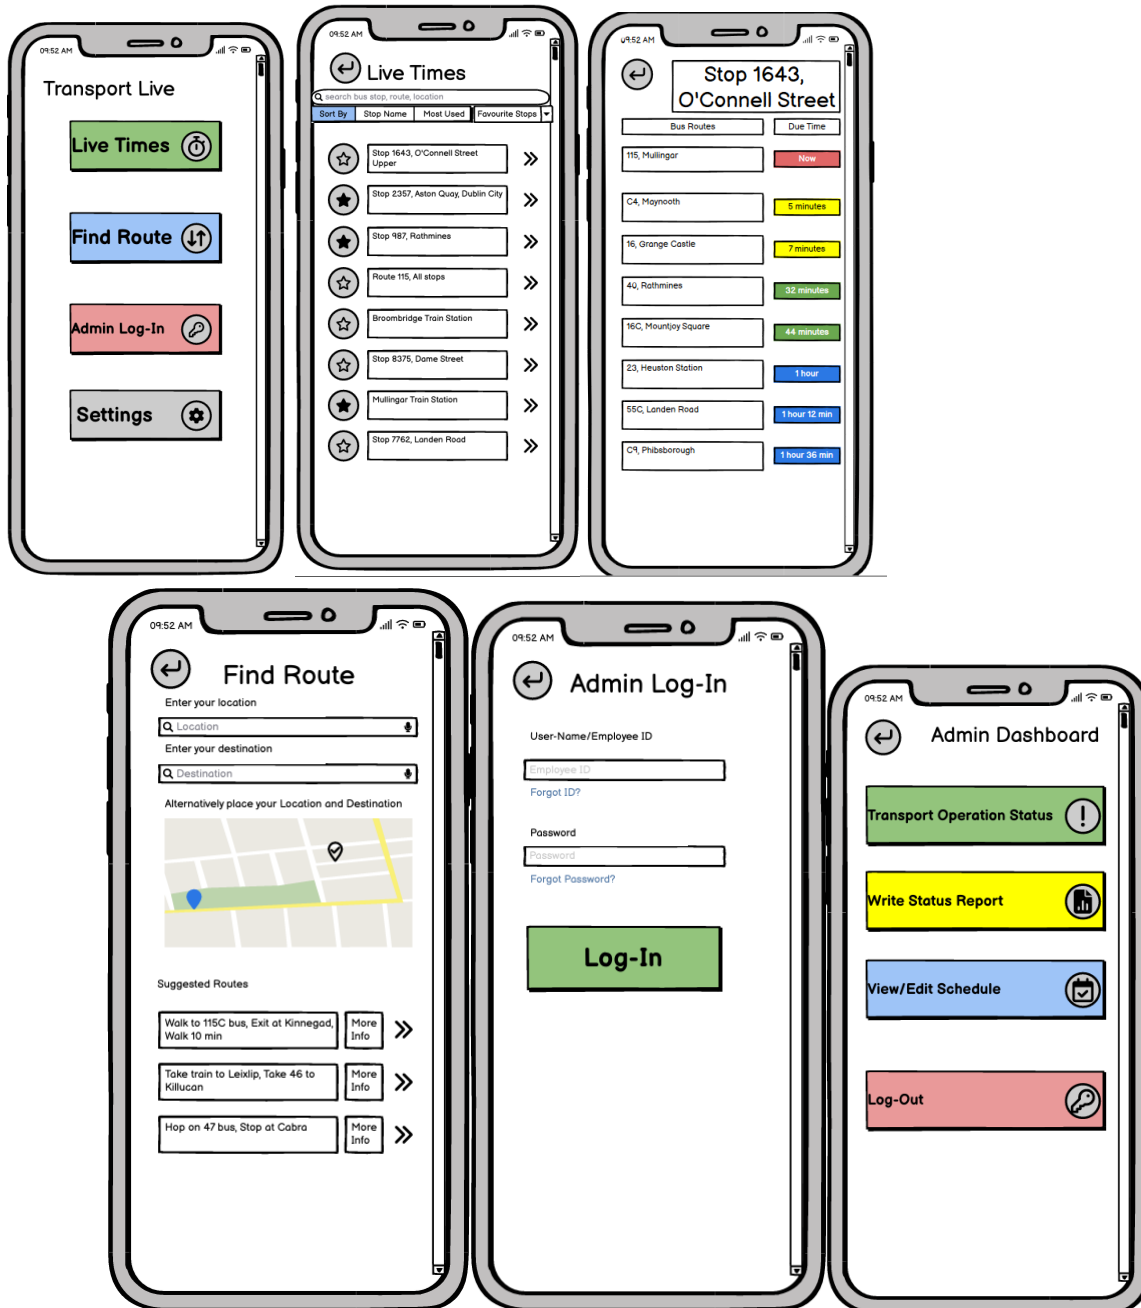 09:52 AM
Transport Live
Live Times
Find Route
Admin Log-In
Settings
09:52 AM
Live Times
search bus stop, route, location
Sort By Stop Name Most Used Favourite Stops
Stop 1643, O'Connell Street
Upper
Stop 2357, Aston Quay, Dublin City
Stop 987, Rathmines
Route 115, All stops
Broombridge Train Station
Stop 8375, Dame Street
Mullingar Train Station
Stop 7762, Landen Road
09:52 AM
Stop 1643,
O'Connell Street
Bus Routes Due Time
115, Mullingar Now
C4, Maynooth 5 minutes
16, Grange Castle 7 minutes
40, Rathmines 32 minutes
16C, Mountjoy Square 44 minutes
23, Heuston Station 1 hour
55C, Landen Road 1 hour 12 min
C9, Phibsborough 1 hour 36 min
09:52 AM
Find Route
Enter your location
Location
Enter your destination
Destination
Alternatively place your Location and Destination
Suggested Routes
Walk to 115C bus, Exit at Kinnegad,
Walk 10 min
More
Info
Take train to Leixlip, Take 46 to
Killucan
More
Info
Hop on 47 bus, Stop at Cabra
More
Info
09:52 AM
Admin Log-In
User-Name/Employee ID
Employee ID
Forgot ID?
Password
Password
Forgot Password?
Log-In
09:52 AM
Admin Dashboard
Transport Operation Status
Write Status Report
View/Edit Schedule
Log-Out